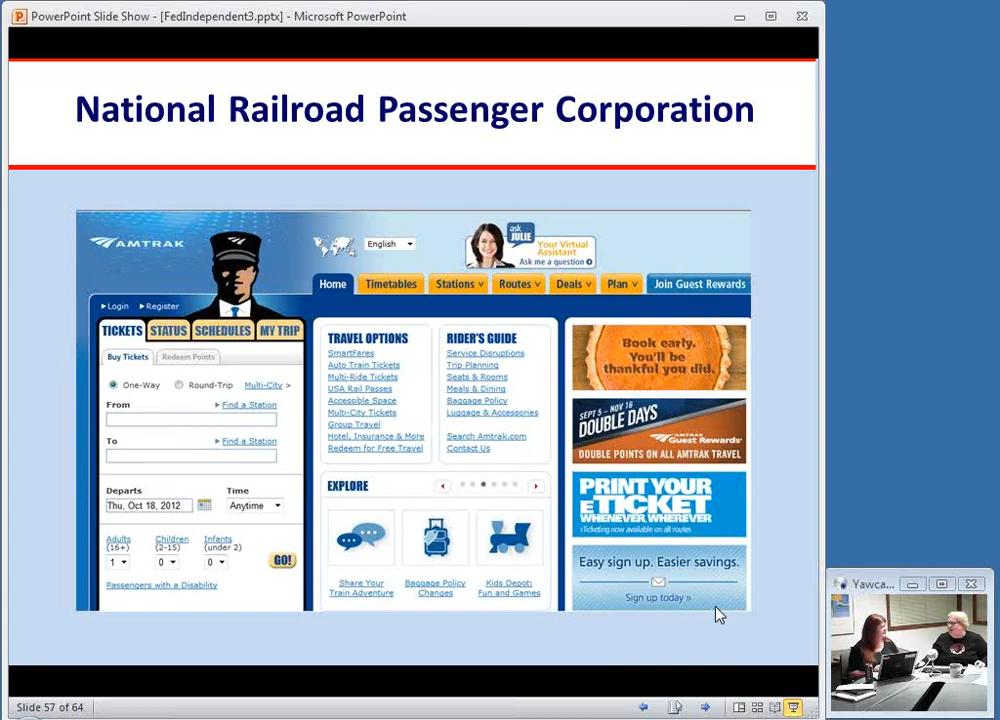 PowerPoint Slide Show - [FedIndependent3.pptx] - Microsoft PowerPoint
National Railroad Passenger Corporation
AMTRAK
English
ask JULIE
Your Virtual Assistant
Ask me a question
Home
Timetables
Stations
Routes
Deals
Plan
Join Guest Rewards
Login
Register
TICKETS
STATUS
SCHEDULES
MY TRIP
Buy Tickets
Redeem Points
One-Way
Round-Trip
Multi-City >
From
Find a Station
To
Find a Station
Departs
Time
Thu, Oct 18, 2012
Anytime
Adults
(16+)
Children
(2-15)
Infants
(under 2)
1
0
0
GO!
Passengers with a Disability
TRAVEL OPTIONS
SmartFares
Auto Train Tickets
Multi-Ride Tickets
USA Rail Passes
Accessible Space
Multi-City Tickets
Group Travel
Hotel, Insurance & More
Redeem for Free Travel
RIDER'S GUIDE
Service Disruptions
Trip Planning
Seats & Rooms
Meals & Dining
Baggage Policy
Luggage & Accessories
Search Amtrak.com
Contact Us
EXPLORE
Share Your
Train Adventure
Baggage Policy
Changes
Kids Depot:
Fun and Games
Book early.
You'll be
thankful you did.
SEPT 5 – NOV 16
DOUBLE DAYS
AMTRAK
Guest Rewards
DOUBLE POINTS ON ALL AMTRAK TRAVEL
PRINT YOUR
eTICKET
WHENEVER, WHEREVER
eTicketing now available on all routes
Easy sign up. Easier savings.
Sign up today »
Yawca...
Slide 57 of 64